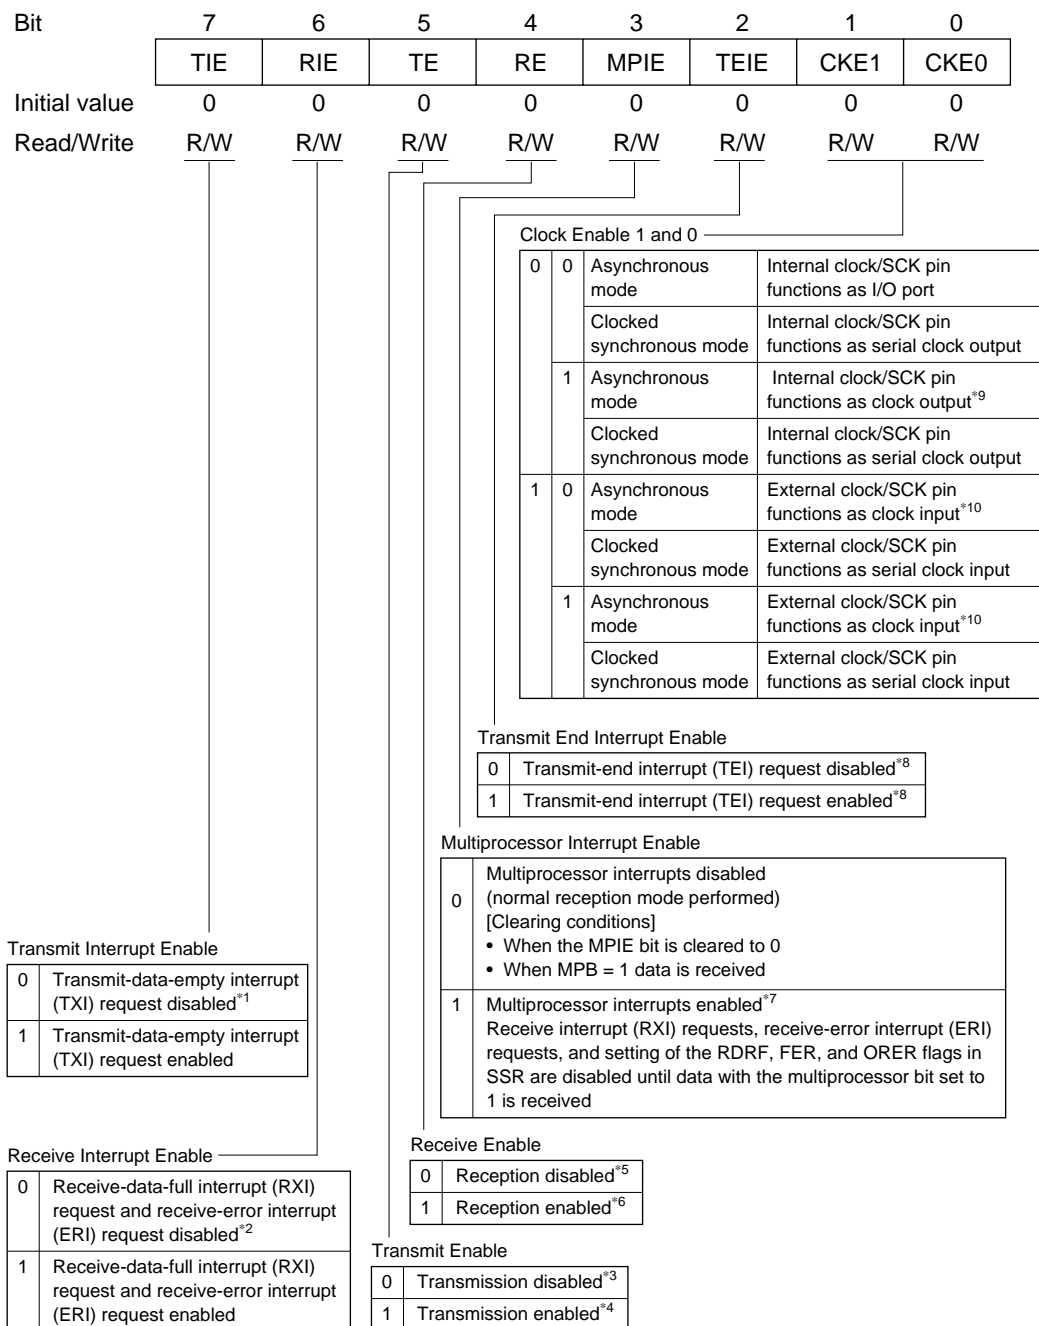 Bit 7 6 5 4 3 2 1 0
TIE RIE TE RE MPIE TEIE CKE1 CKE0
Initial value 0 0 0 0 0 0 0 0
Read/Write R/W R/W R/W R/W R/W R/W R/W R/W
Clock Enable 1 and 0
0 0 Asynchronous Internal clock/SCK pin
mode functions as I/O port
Clocked Internal clock/SCK pin
synchronous mode functions as serial clock output
1 Asynchronous Internal clock/SCK pin
mode functions as clock output*9
Clocked Internal clock/SCK pin
synchronous mode functions as serial clock output
1 0 Asynchronous External clock/SCK pin
mode functions as clock input*10
Clocked External clock/SCK pin
synchronous mode functions as serial clock input
1 Asynchronous External clock/SCK pin
mode functions as clock input*10
Clocked External clock/SCK pin
synchronous mode functions as serial clock input
Transmit End Interrupt Enable
0 Transmit-end interrupt (TEI) request disabled*8
1 Transmit-end interrupt (TEI) request enabled*8
Multiprocessor Interrupt Enable
0 Multiprocessor interrupts disabled
(normal reception mode performed)
[Clearing conditions]
• When the MPIE bit is cleared to 0
• When MPB = 1 data is received
1 Multiprocessor interrupts enabled*7
Receive interrupt (RXI) requests, receive-error interrupt (ERI)
requests, and setting of the RDRF, FER, and ORER flags in
SSR are disabled until data with the multiprocessor bit set to
1 is received
Transmit Interrupt Enable
0 Transmit-data-empty interrupt
(TXI) request disabled*1
1 Transmit-data-empty interrupt
(TXI) request enabled
Receive Enable
0 Reception disabled*5
1 Reception enabled*6
Receive Interrupt Enable
0 Receive-data-full interrupt (RXI)
request and receive-error interrupt
(ERI) request disabled*2
1 Receive-data-full interrupt (RXI)
request and receive-error interrupt
(ERI) request enabled
Transmit Enable
0 Transmission disabled*3
1 Transmission enabled*4